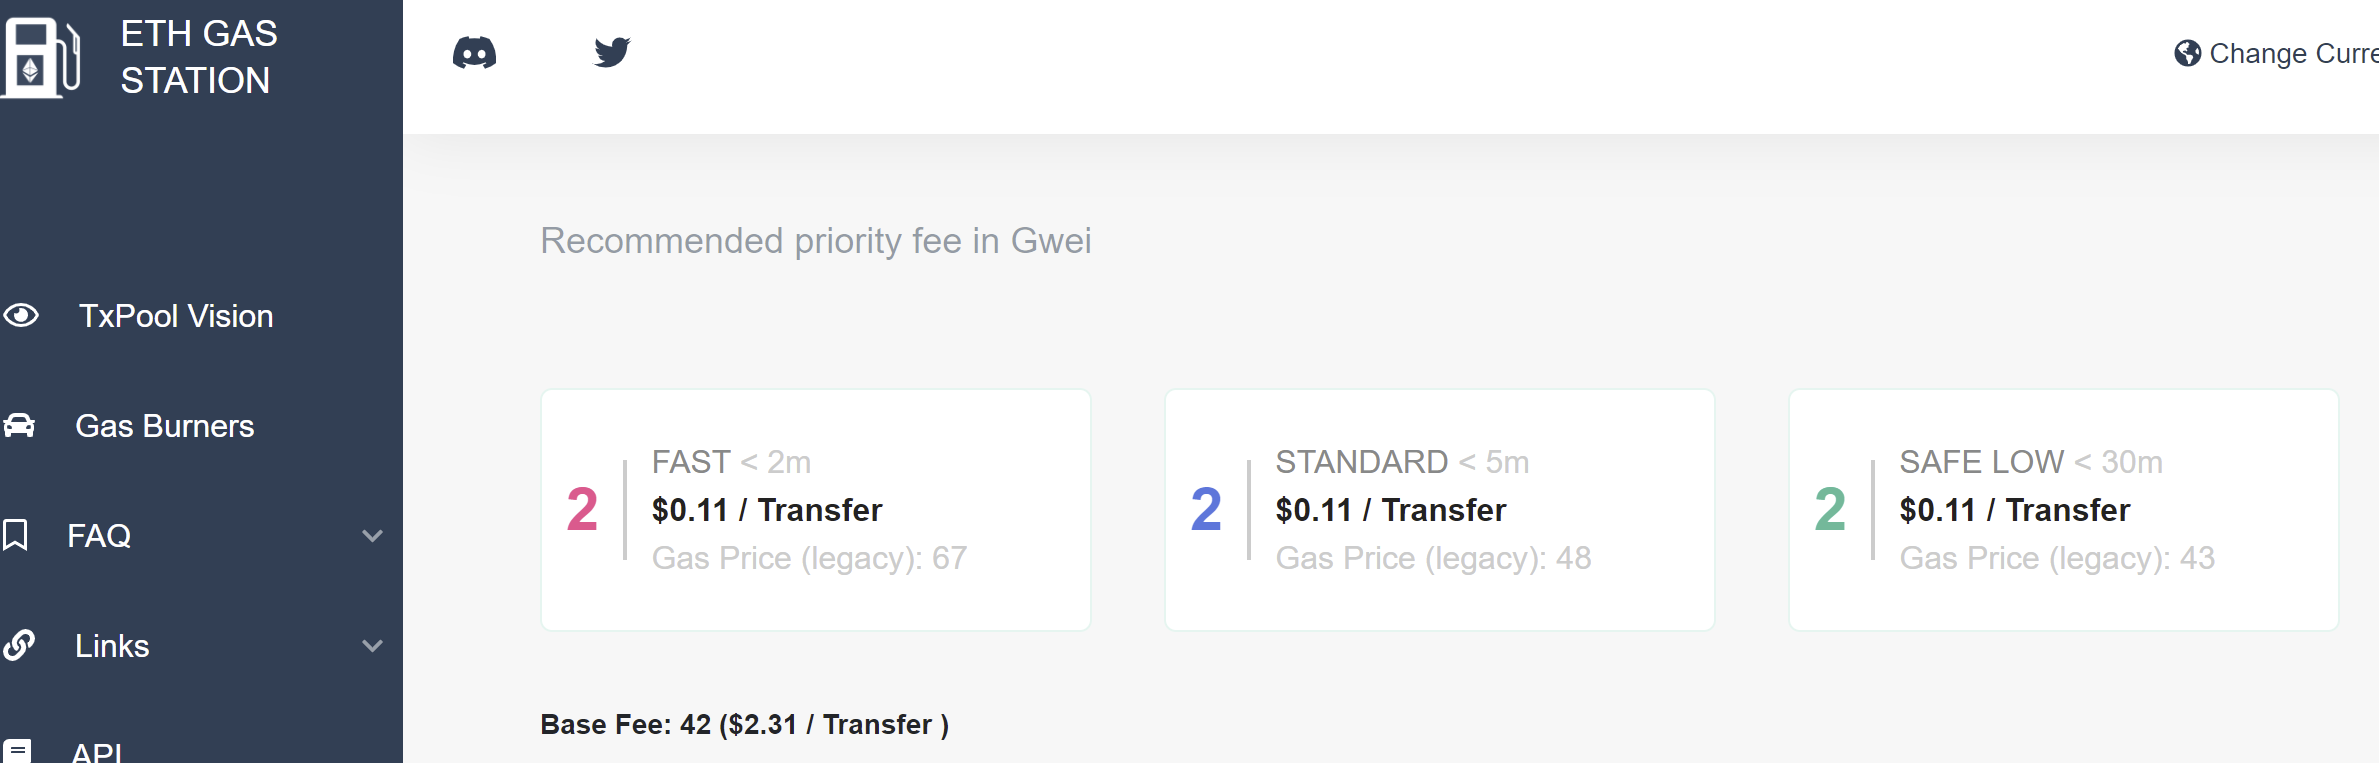 ETH GAS
STATION
Change Curre
TxPool Vision
Gas Burners
FAQ
Links
API
Recommended priority fee in Gwei
2
FAST < 2m
$0.11 / Transfer
Gas Price (legacy): 67
2
STANDARD < 5m
$0.11 / Transfer
Gas Price (legacy): 48
2
SAFE LOW < 30m
$0.11 / Transfer
Gas Price (legacy): 43
Base Fee: 42 ($2.31 / Transfer )